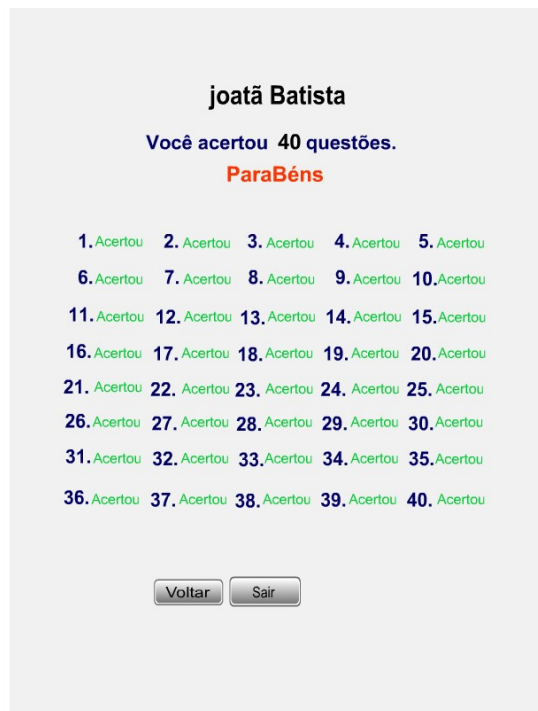 joatã Batista
Você acertou 40 questões.
ParaBéns
1. Acertou 2. Acertou 3. Acertou 4. Acertou 5. Acertou
6. Acertou 7. Acertou 8. Acertou 9. Acertou 10. Acertou
11. Acertou 12. Acertou 13. Acertou 14. Acertou 15. Acertou
16. Acertou 17. Acertou 18. Acertou 19. Acertou 20. Acertou
21. Acertou 22. Acertou 23. Acertou 24. Acertou 25. Acertou
26. Acertou 27. Acertou 28. Acertou 29. Acertou 30. Acertou
31. Acertou 32. Acertou 33. Acertou 34. Acertou 35. Acertou
36. Acertou 37. Acertou 38. Acertou 39. Acertou 40. Acertou
Voltar Sair